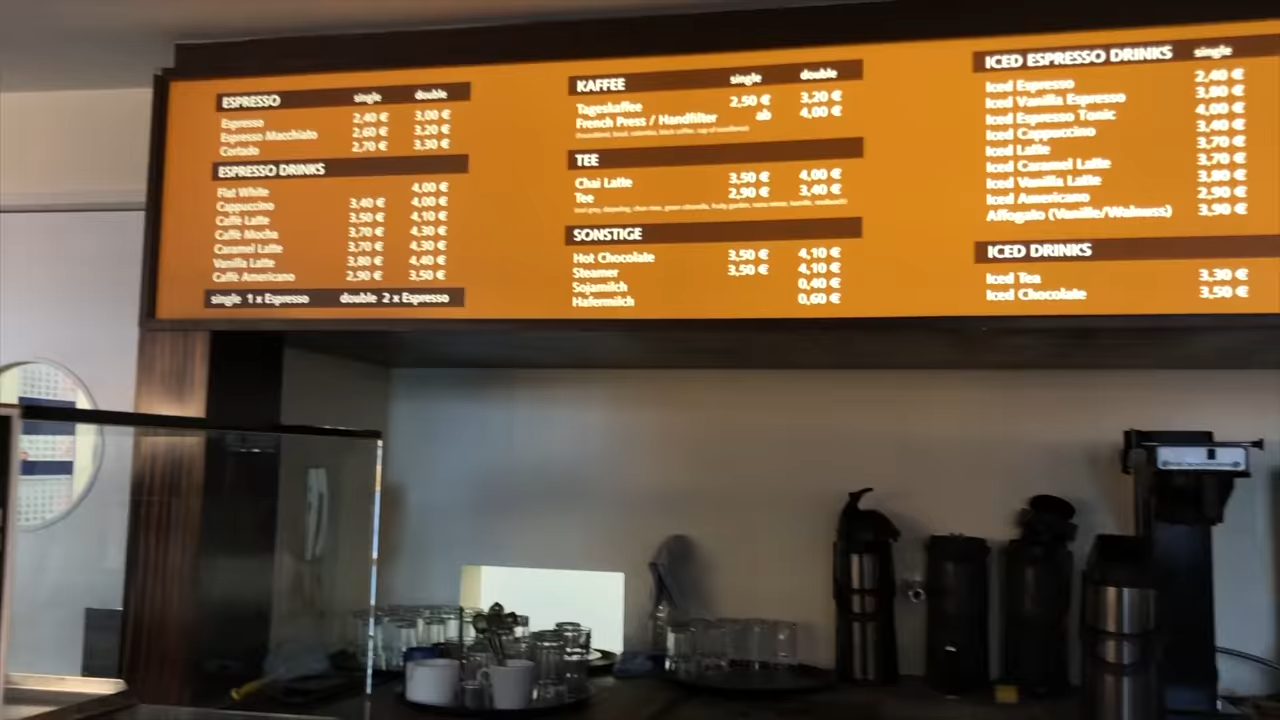 ESPRESSO single double
Espresso 2,40 € 3,00 €
Espresso Macchiato 2,60 € 3,20 €
Cortado 2,70 € 3,30 €
ESPRESSO DRINKS
Flat White 4,00 €
Cappuccino 3,40 € 4,00 €
Caffè Latte 3,50 € 4,10 €
Caffè Mocha 3,70 € 4,30 €
Caramel Latte 3,70 € 4,30 €
Vanilla Latte 3,80 € 4,40 €
Caffè Americano 2,90 € 3,50 €
single 1 x Espresso double 2 x Espresso
KAFFEE single double
Tageskaffee 2,50 € 3,20 €
French Press / Handfilter ab 4,00 €
TEE
Chai Latte 3,50 € 4,00 €
Tee 2,90 € 3,40 €
SONSTIGE
Hot Chocolate 3,50 € 4,10 €
Steamer 3,50 € 4,10 €
Sojamilch 0,40 €
Hafermilch 0,60 €
ICED ESPRESSO DRINKS single
Iced Espresso 2,40 €
Iced Vanilla Espresso 3,80 €
Iced Espresso Tonic 4,00 €
Iced Cappuccino 3,40 €
Iced Latte 3,70 €
Iced Caramel Latte 3,70 €
Iced Vanilla Latte 3,80 €
Iced Americano 2,90 €
Affogato (Vanille/Walnuss) 3,90 €
ICED DRINKS
Iced Tea 3,30 €
Iced Chocolate 3,50 €